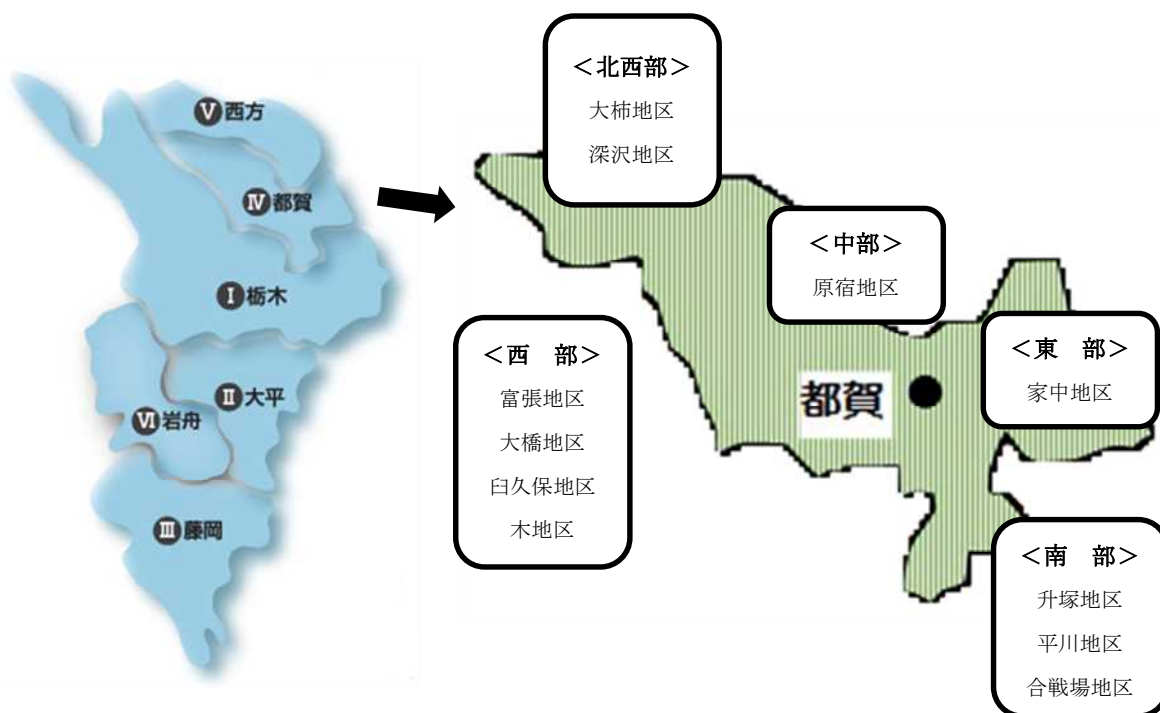 Ⅴ西方
Ⅳ都賀
Ⅰ栃木
Ⅱ大平
Ⅵ岩舟
Ⅲ藤岡
＜北西部＞
大柿地区
深沢地区
＜中部＞
原宿地区
＜西　部＞
富張地区
大橋地区
臼久保地区
木地区
都賀
＜東　部＞
家中地区
＜南　部＞
升塚地区
平川地区
合戦場地区